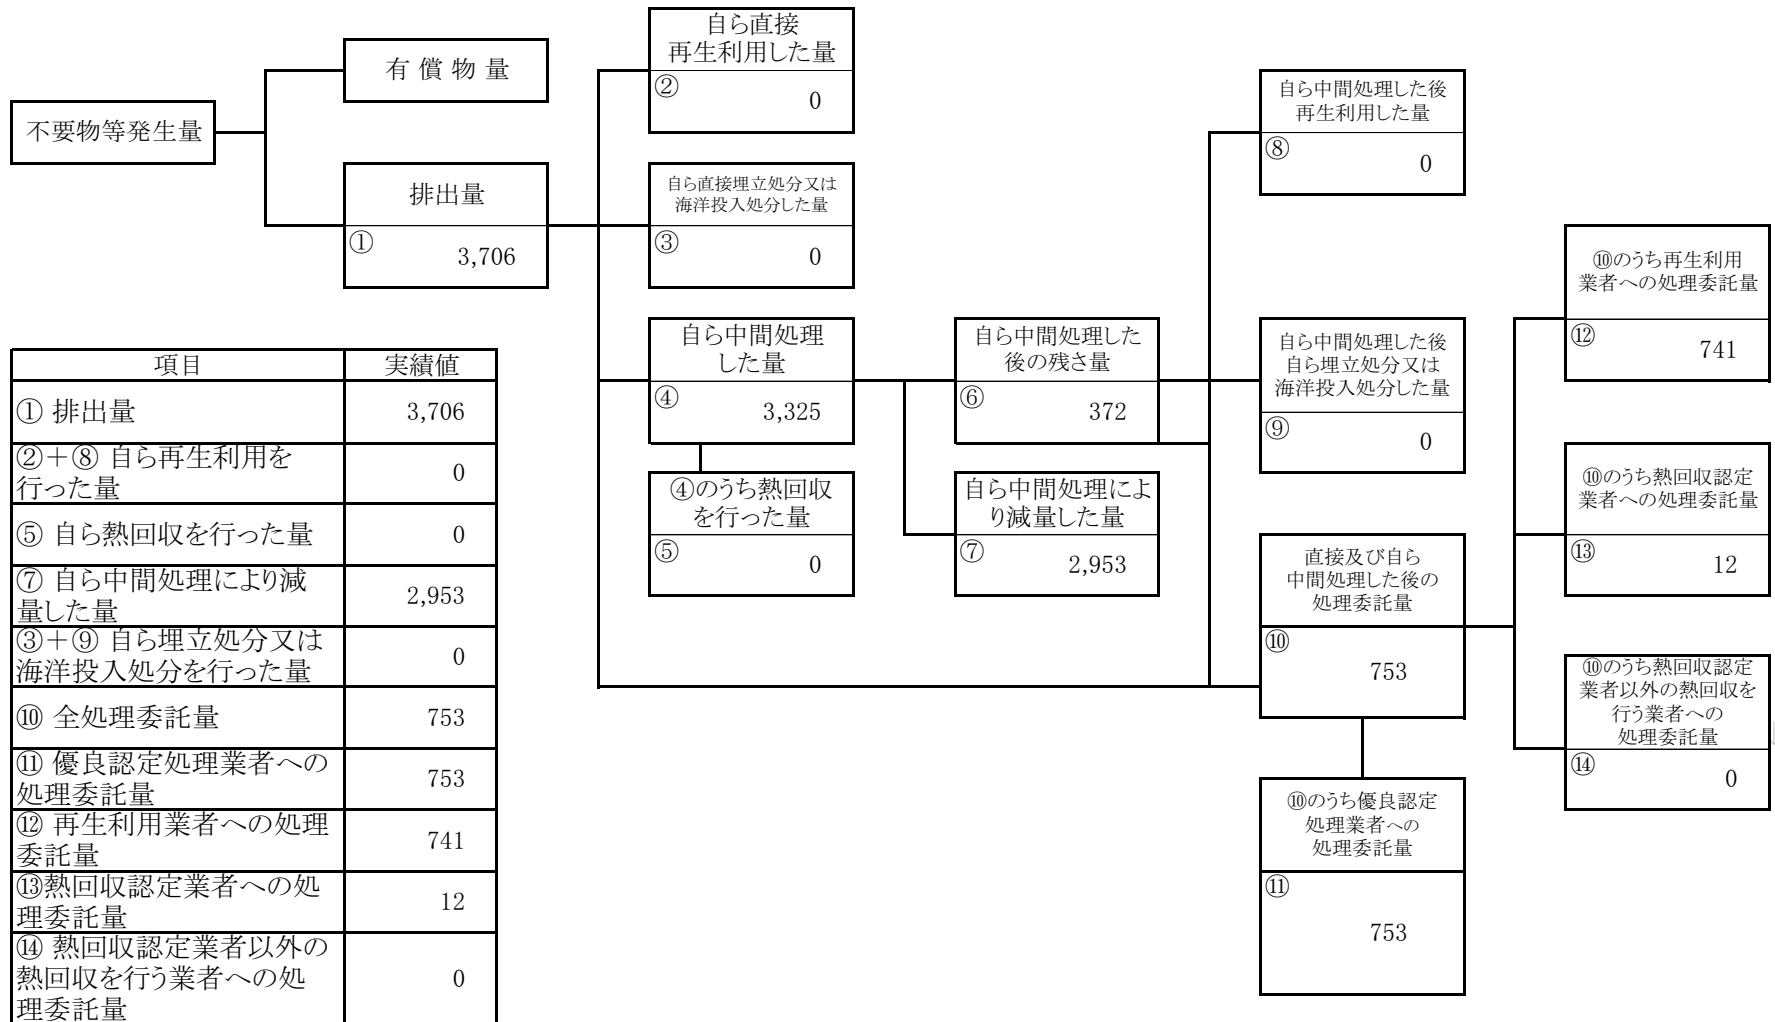 不要物等発生量
有償物量
排出量
①
3,706
自ら直接
再生利用した量
②
0
自ら直接埋立処分又は
海洋投入処分した量
③
0
自ら中間処理
した量
④
3,325
④のうち熱回収
を行った量
⑤
0
自ら中間処理した
後の残さ量
⑥
372
自ら中間処理によ
り減量した量
⑦
2,953
自ら中間処理した後
再生利用した量
⑧
0
自ら中間処理した後
自ら埋立処分又は
海洋投入処分した量
⑨
0
直接及び自ら
中間処理した後の
処理委託量
⑩
753
⑩のうち優良認定
処理業者への
処理委託量
⑪
753
⑩のうち再生利用
業者への処理委託量
⑫
741
⑩のうち熱回収認定
業者への処理委託量
⑬
12
⑩のうち熱回収認定
業者以外の熱回収を
行う業者への
処理委託量
⑭
0
項目 実績値
① 排出量 3,706
②＋⑧ 自ら再生利用を
行った量 0
⑤ 自ら熱回収を行った量 0
⑦ 自ら中間処理により減
量した量 2,953
③＋⑨ 自ら埋立処分又は
海洋投入処分を行った量 0
⑩ 全処理委託量 753
⑪ 優良認定処理業者への
処理委託量 753
⑫ 再生利用業者への処理
委託量 741
⑬熱回収認定業者への処
理委託量 12
⑭ 熱回収認定業者以外の
熱回収を行う業者への処
理委託量 0